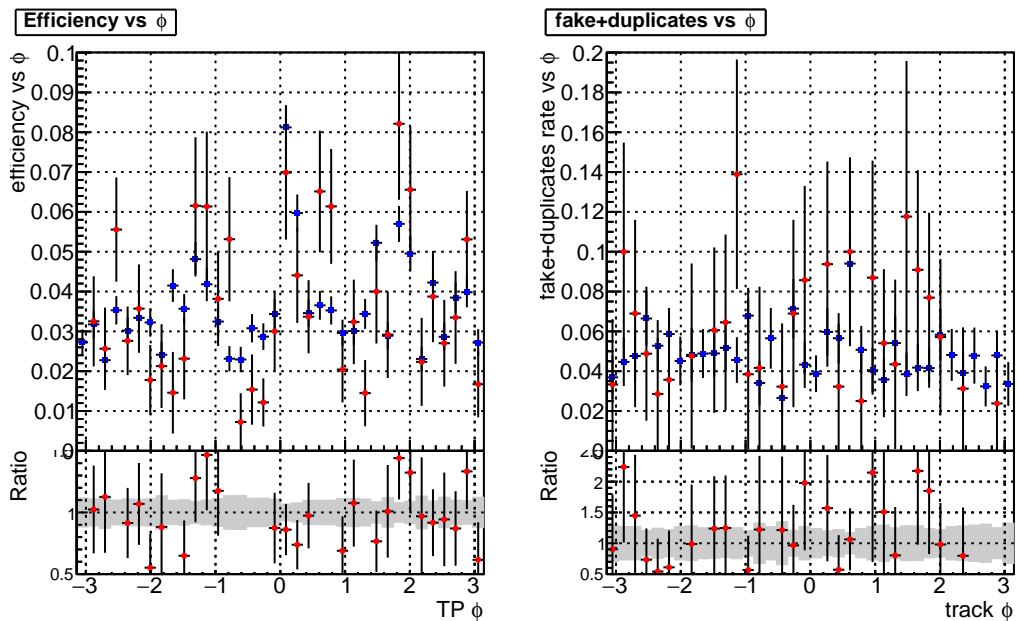 Efficiency vs ϕ
efficiency vs ϕ
0.1
0.09
0.08
0.07
0.06
0.05
0.04
0.03
0.02
0.01
0
Ratio
1
0.5
−3 −2 −1 0 1 2 3
TP ϕ
fake+duplicates vs ϕ
fake+duplicates rate vs ϕ
0.2
0.18
0.16
0.14
0.12
0.1
0.08
0.06
0.04
0.02
0
Ratio
2
1.5
1
0.5
−3 −2 −1 0 1 2 3
track ϕ